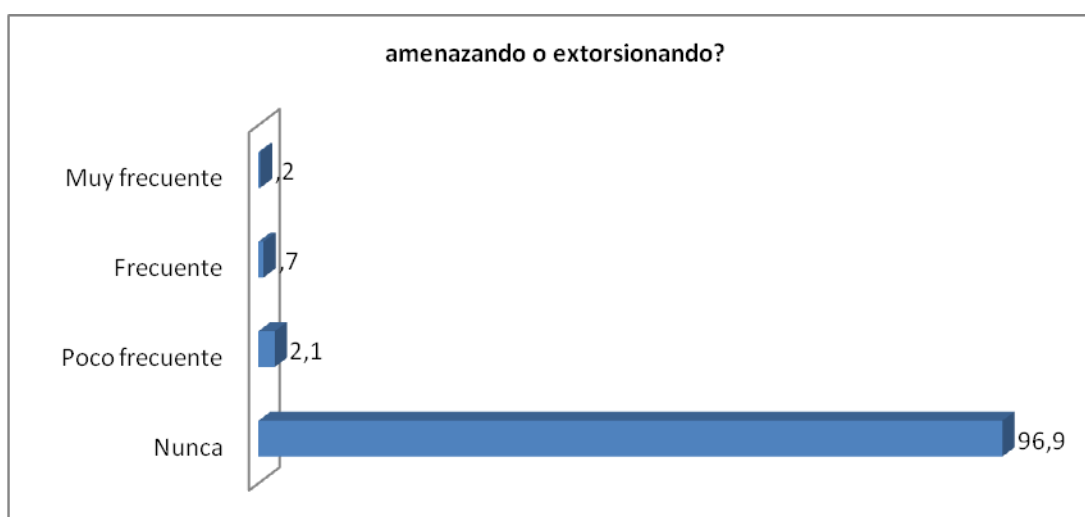 amenazando o extorsionando?
Muy frecuente ,2
Frecuente ,7
Poco frecuente 2,1
Nunca 96,9